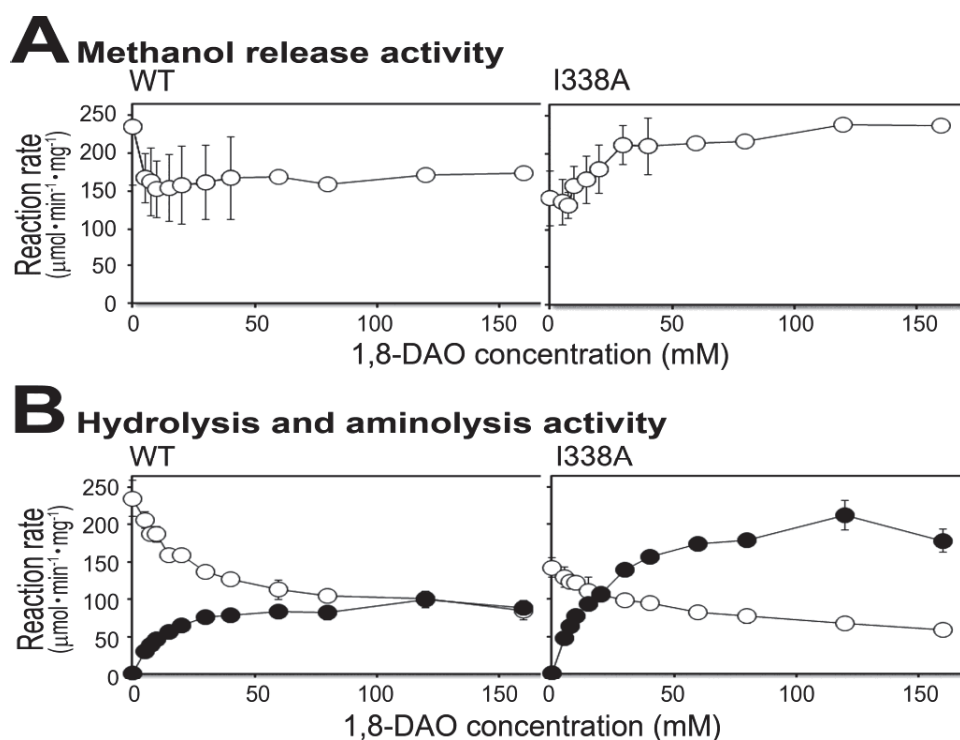 A Methanol release activity
WT
I338A
Reaction rate
(μmol·min⁻¹·mg⁻¹)
250
200
150
100
50
0
0 50 100 150
0 50 100 150
1,8-DAO concentration (mM)
B Hydrolysis and aminolysis activity
WT
I338A
Reaction rate
(μmol·min⁻¹·mg⁻¹)
250
200
150
100
50
0
0 50 100 150
0 50 100 150
1,8-DAO concentration (mM)